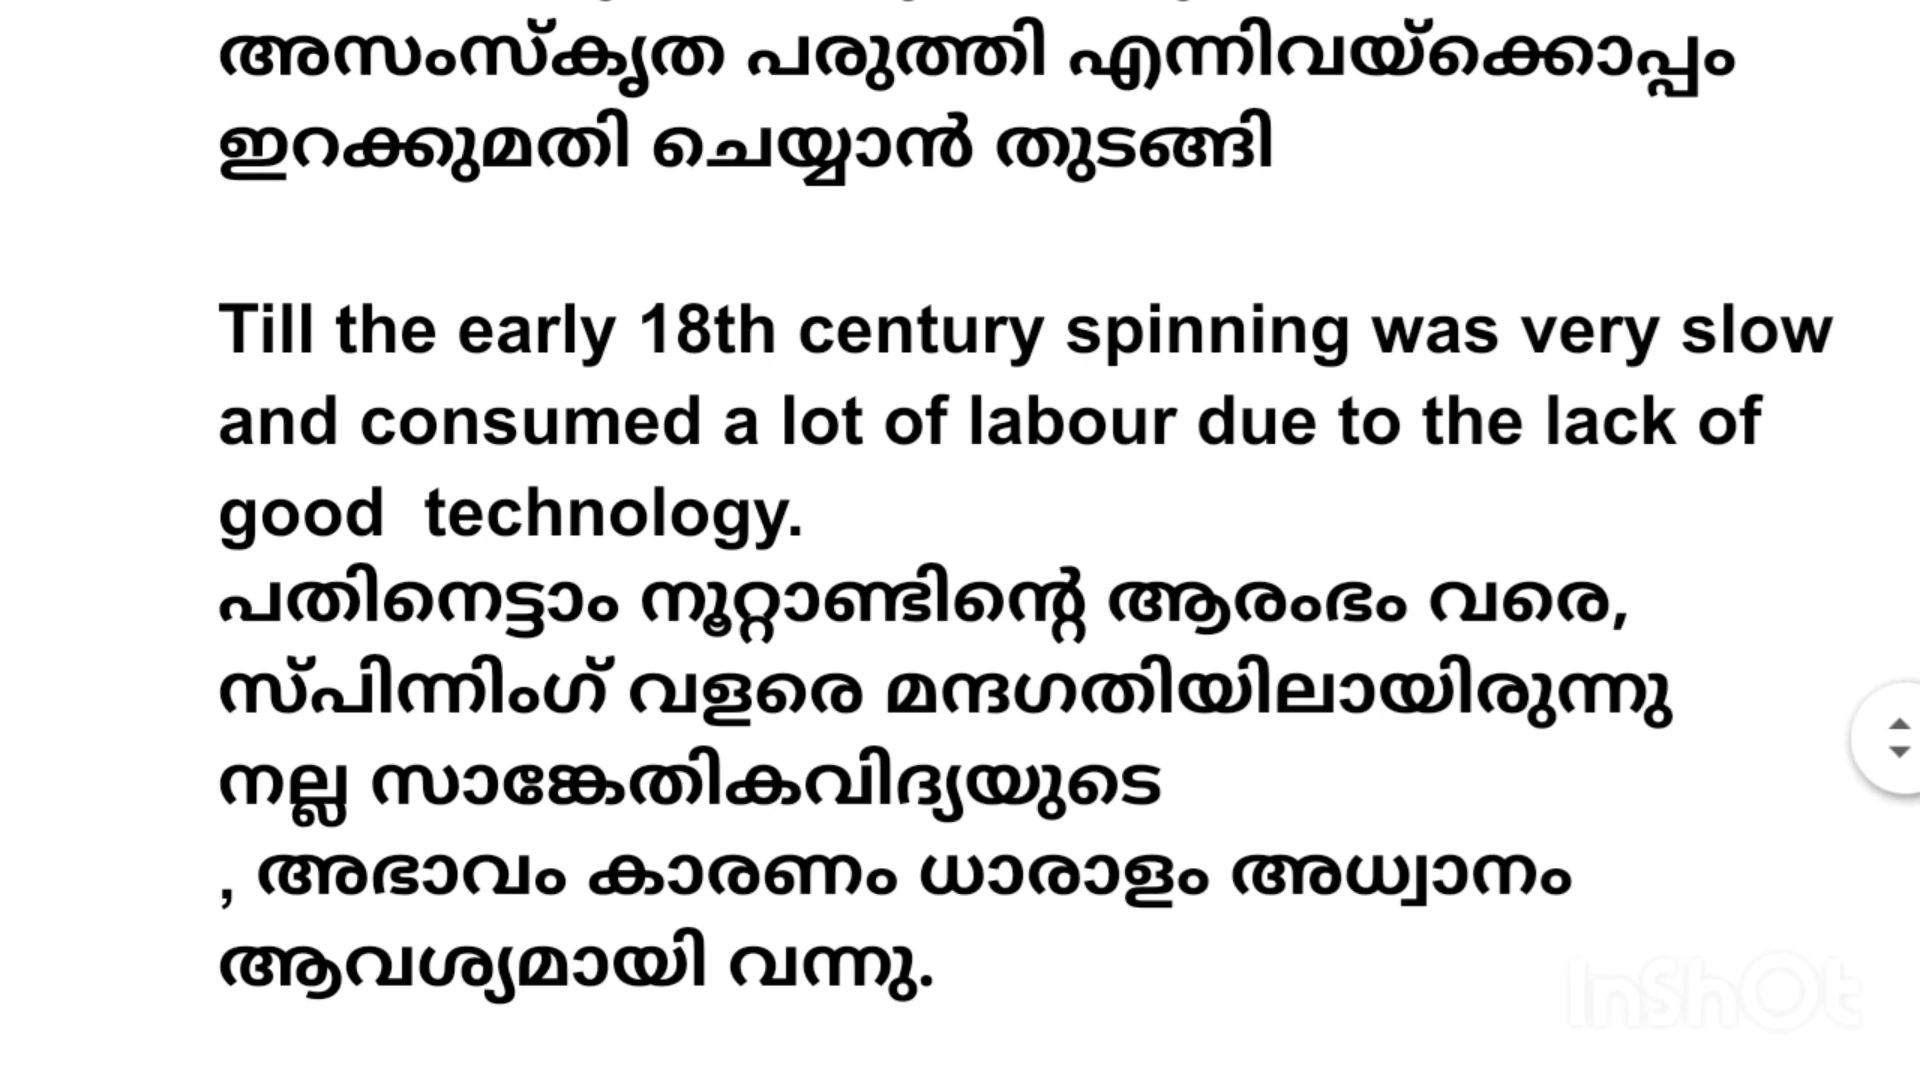 അസംസ്കൃത പരുത്തി എന്നിവയ്ക്കൊപ്പം
ഇറക്കുമതി ചെയ്യാൻ തുടങ്ങി
Till the early 18th century spinning was very slow
and consumed a lot of labour due to the lack of
good  technology.
പതിനെട്ടാം നൂറ്റാണ്ടിന്റെ ആരംഭം വരെ,
സ്പിന്നിംഗ് വളരെ മന്ദഗതിയിലായിരുന്നു
നല്ല സാങ്കേതികവിദ്യയുടെ
, അഭാവം കാരണം ധാരാളം അധ്വാനം
ആവശ്യമായി വന്നു.
InShOt